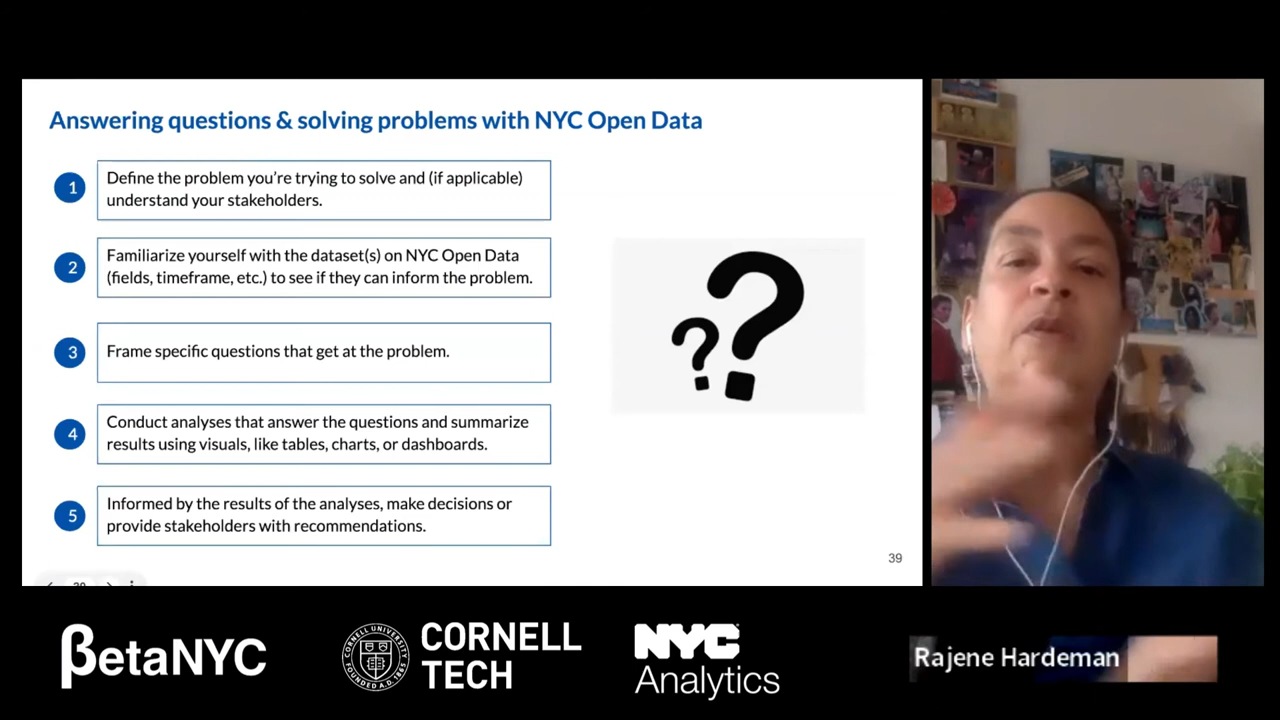 Answering questions & solving problems with NYC Open Data
1
Define the problem you're trying to solve and (if applicable)
understand your stakeholders.
2
Familiarize yourself with the dataset(s) on NYC Open Data
(fields, timeframe, etc.) to see if they can inform the problem.
3
Frame specific questions that get at the problem.
4
Conduct analyses that answer the questions and summarize
results using visuals, like tables, charts, or dashboards.
5
Informed by the results of the analyses, make decisions or
provide stakeholders with recommendations.
??
39
βetaNYC
CORNELL
TECH
NYC
Analytics
Rajene Hardeman